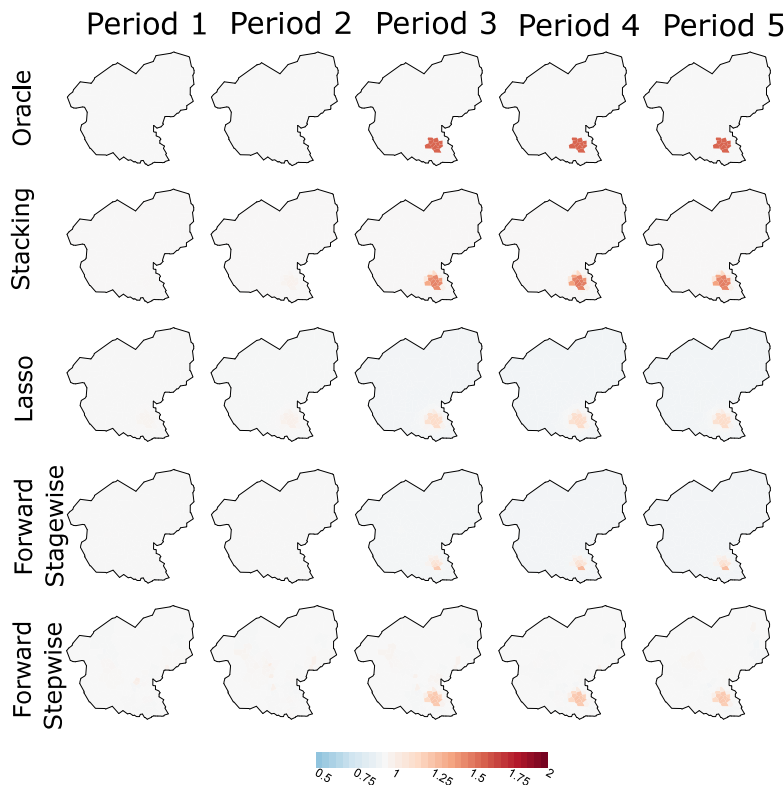 Period 1 Period 2 Period 3 Period 4 Period 5
Oracle
Stacking
Lasso
Forward
Stagewise
Forward
Stepwise
0.5 0.75 1 1.25 1.5 1.75 2